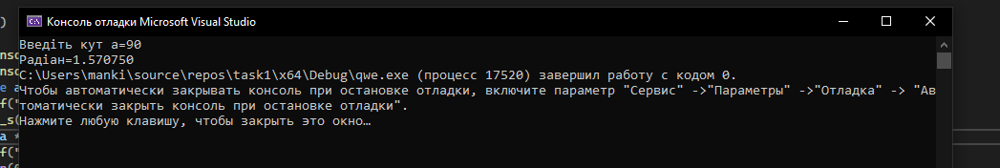 Консоль отладки Microsoft Visual Studio
Введіть кут a=90
Радіан=1.570750
C:\Users\manki\source\repos\task1\x64\Debug\qwe.exe (процесс 17520) завершил работу с кодом 0.
Чтобы автоматически закрывать консоль при остановке отладки, включите параметр "Сервис" ->"Параметры" ->"Отладка" -> "Ав
томатически закрыть консоль при остановке отладки".
Нажмите любую клавишу, чтобы закрыть это окно…